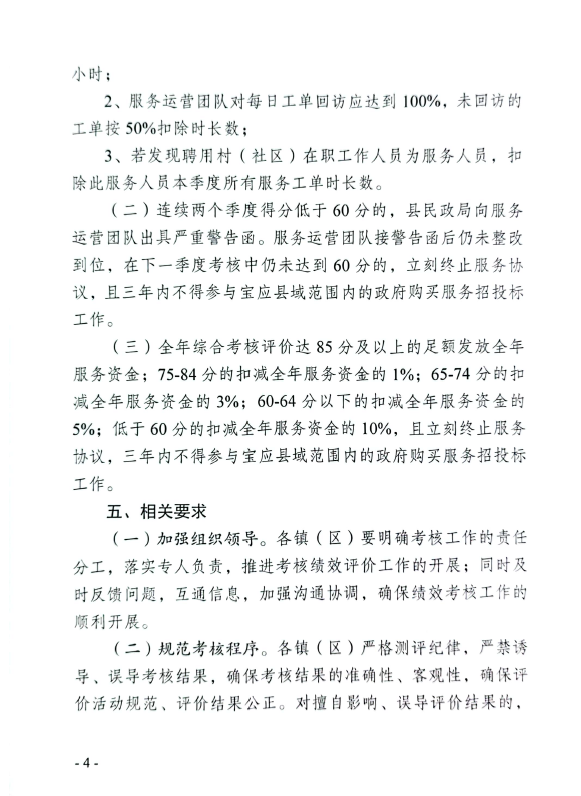 小时；
2、服务运营团队对每日工单回访应达到 100%，未回访的
工单按 50%扣除时长数；
3、若发现聘用村（社区）在职工作人员为服务人员，扣
除此服务人员本季度所有服务工单时长数。
（二）连续两个季度得分低于 60 分的，县民政局向服务
运营团队出具严重警告函。服务运营团队接警告函后仍未整改
到位，在下一季度考核中仍未达到 60 分的，立刻终止服务协
议，且三年内不得参与宝应县域范围内的政府购买服务招投标
工作。
（三）全年综合考核评价达 85 分及以上的足额发放全年
服务资金；75-84 分的扣减全年服务资金的 1%；65-74 分的扣
减全年服务资金的 3%；60-64 分以下的扣减全年服务资金的
5%；低于 60 分的扣减全年服务资金的 10%，且立刻终止服务
协议，三年内不得参与宝应县域范围内的政府购买服务招投标
工作。
五、相关要求
（一）加强组织领导。各镇（区）要明确考核工作的责任
分工，落实专人负责，推进考核绩效评价工作的开展；同时及
时反馈问题，互通信息，加强沟通协调，确保绩效考核工作的
顺利开展。
（二）规范考核程序。各镇（区）严格测评纪律，严禁诱
导、误导考核结果，确保考核结果的准确性、客观性，确保评
价活动规范、评价结果公正。对擅自影响、误导评价结果的，
- 4 -